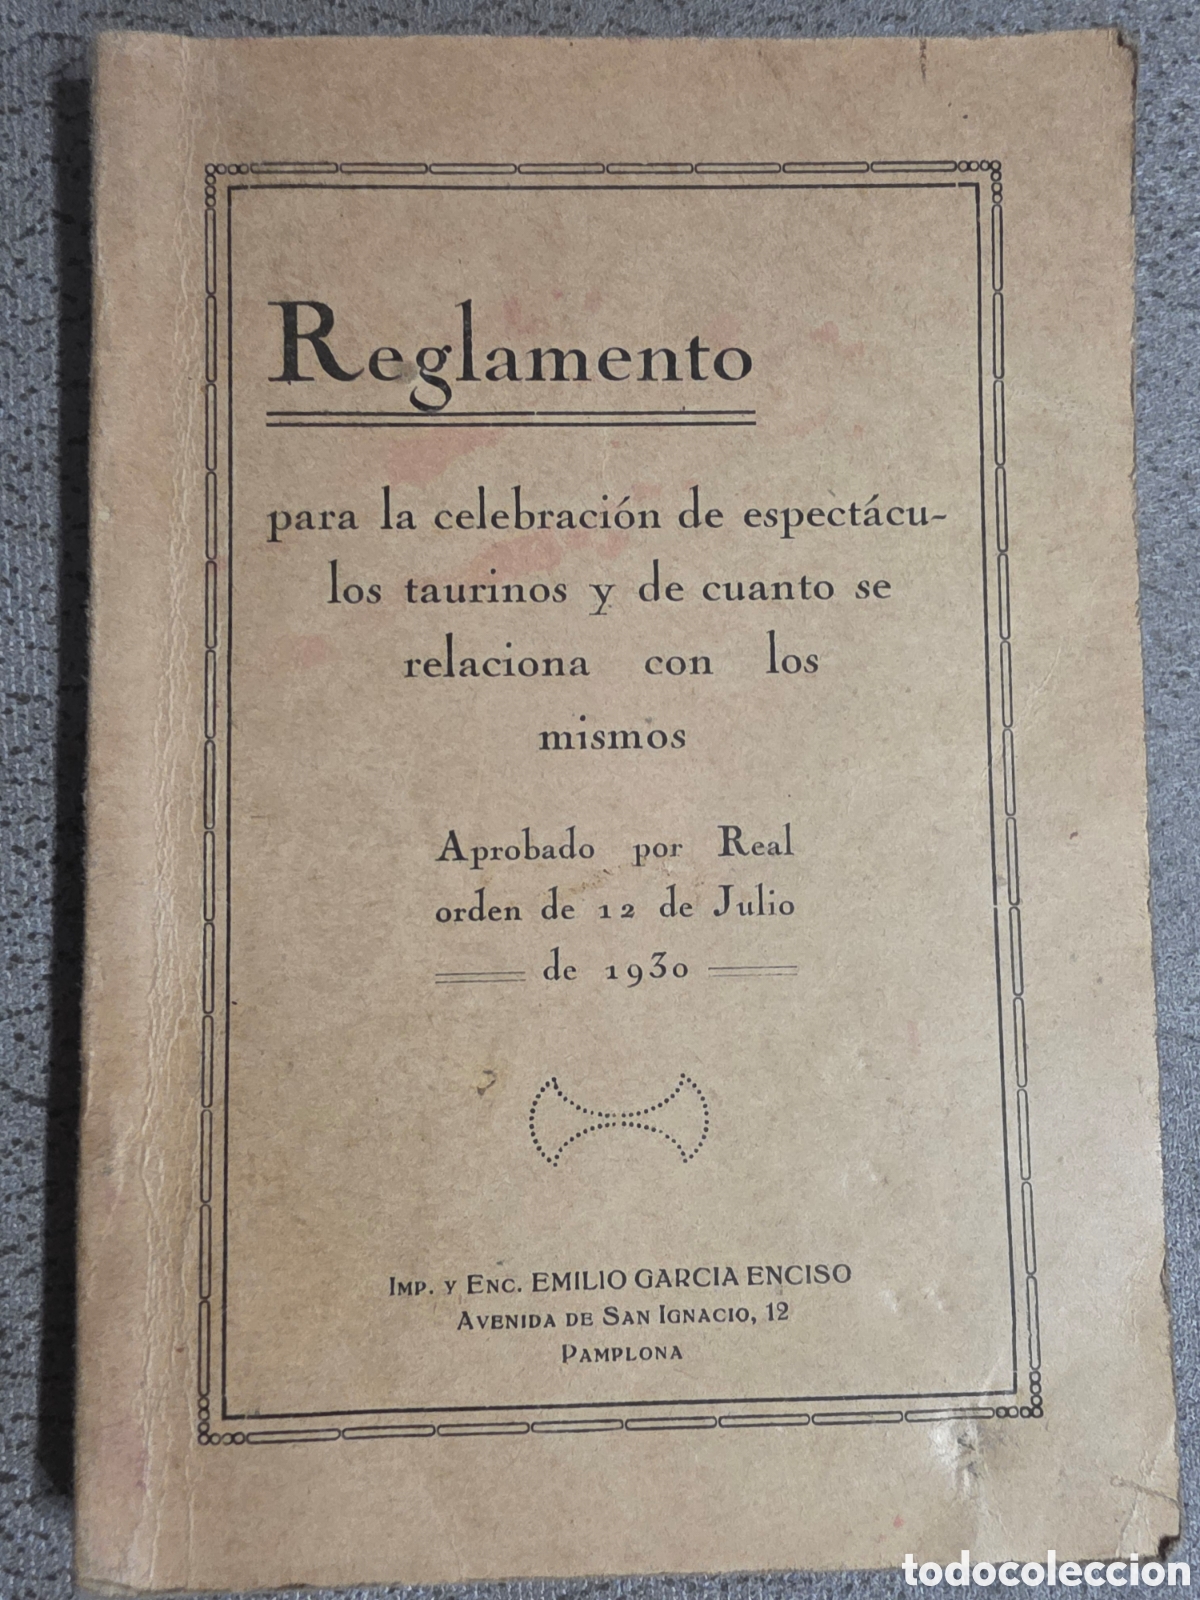 Reglamento
para la celebración de espectácu-
los taurinos y de cuanto se
relaciona con los
mismos
Aprobado por Real
orden de 12 de Julio
de 1930
IMP. Y ENC. EMILIO GARCIA ENCISO
AVENIDA DE SAN IGNACIO, 12
PAMPLONA
todocoleccion